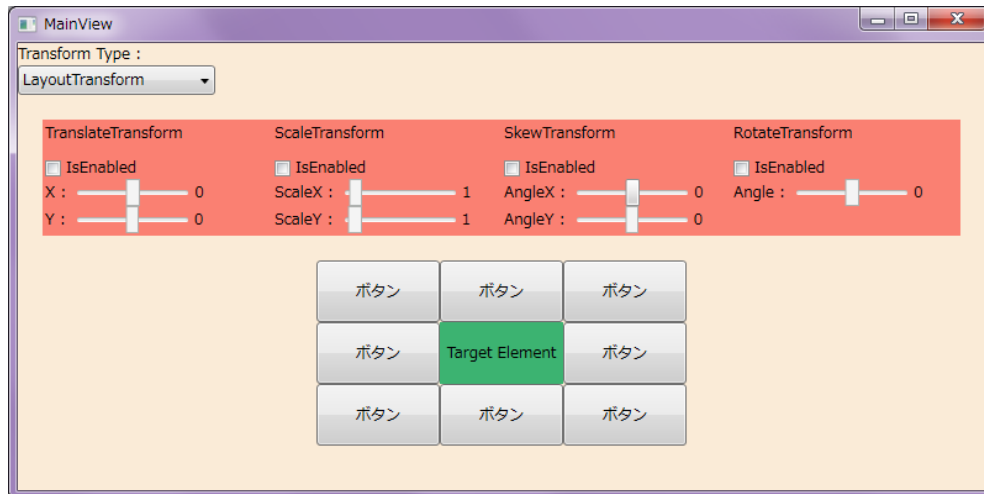 MainView
Transform Type :
LayoutTransform
TranslateTransform ScaleTransform SkewTransform RotateTransform
IsEnabled IsEnabled IsEnabled IsEnabled
X : 0 ScaleX : 1 AngleX : 0 Angle : 0
Y : 0 ScaleY : 1 AngleY : 0
ボタン ボタン ボタン
ボタン Target Element ボタン
ボタン ボタン ボタン